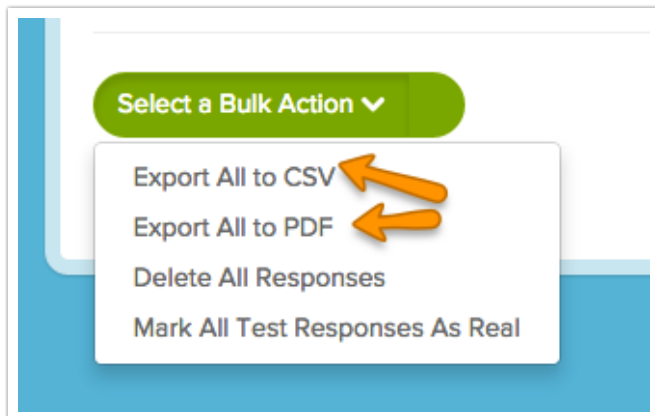 Select a Bulk Action
Export All to CSV
Export All to PDF
Delete All Responses
Mark All Test Responses As Real